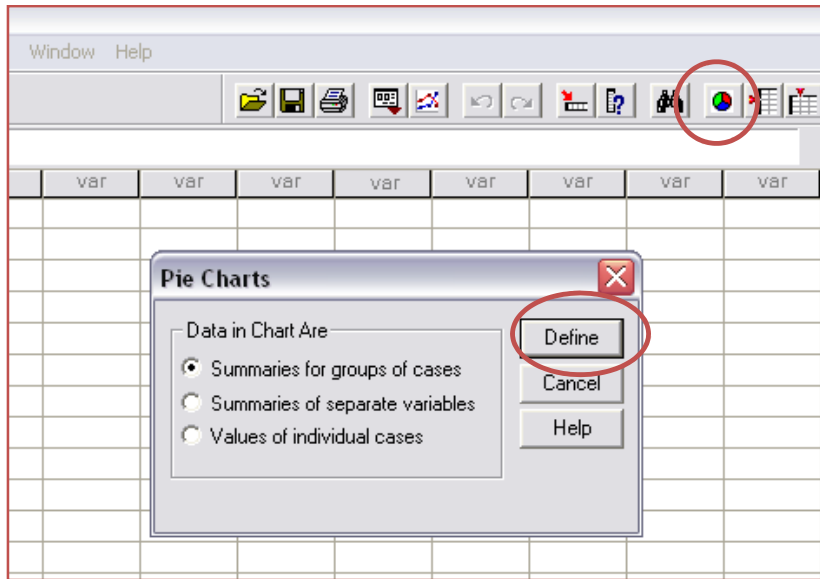 Window Help
var var var var var var var var
Pie Charts
Data in Chart Are
Summaries for groups of cases
Summaries of separate variables
Values of individual cases
Define
Cancel
Help